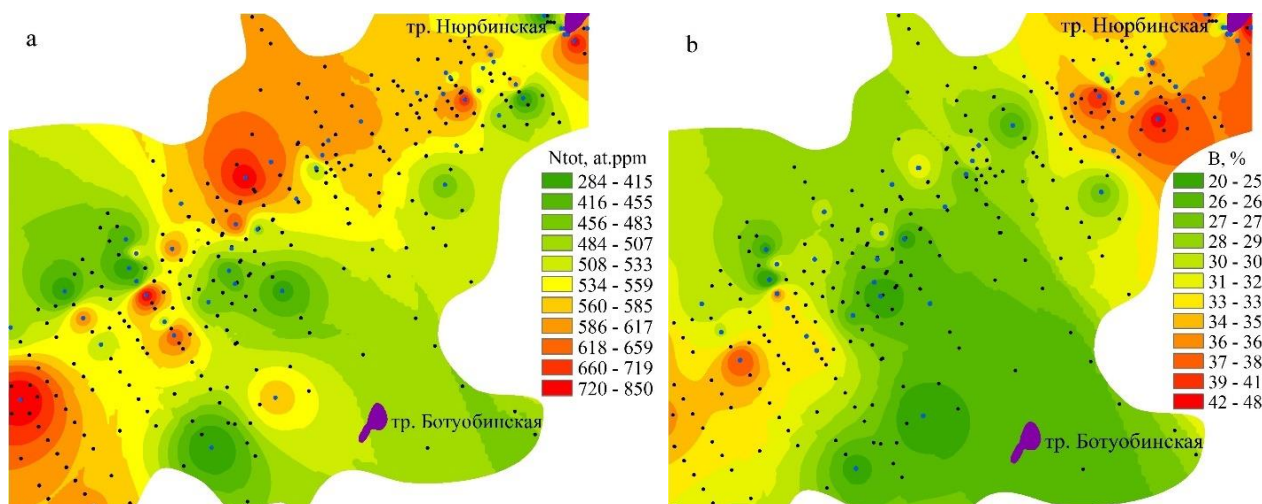 a
тр. Нюрбинская
Ntot, at.ppm
284 - 415
416 - 455
456 - 483
484 - 507
508 - 533
534 - 559
560 - 585
586 - 617
618 - 659
660 - 719
720 - 850
тр. Ботуобинская
b
тр. Нюрбинская
B, %
20 - 25
26 - 26
27 - 27
28 - 29
30 - 30
31 - 32
33 - 33
34 - 35
36 - 36
37 - 38
39 - 41
42 - 48
тр. Ботуобинская